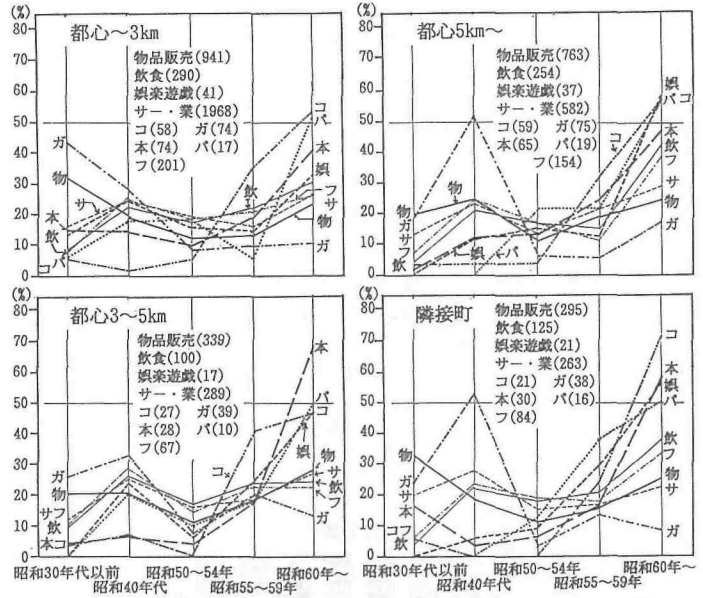 (%)
都心～3km
80
70
60
50
40
30
20
10
0
物品販売(941)
飲食(290)
娯楽遊戯(41)
サー・業(1968)
コ(58) ガ(74)
本(74) パ(17)
フ(201)
ガ
物
サ
本
飲
パ
コ
飲
コ
パ
本
娯
フ
サ
物
ガ
都心5km～
80
70
60
50
40
30
20
10
0
物品販売(763)
飲食(254)
娯楽遊戯(37)
サー・業(582)
コ(59) ガ(75)
本(65) パ(19)
フ(154)
物
ガ
サ
フ
飲
物
娯
パ
コ
娯
パ コ
本
飲
フ
サ
物
ガ
(%)
都心3～5km
80
70
60
50
40
30
20
10
0
物品販売(339)
飲食(100)
娯楽遊戯(17)
サー・業(289)
コ(27) ガ(39)
本(28) パ(10)
フ(67)
ガ
物
サ フ
飲
本 コ
コ
本
パ
コ
娯
物
サ
飲
フ
ガ
隣接町
80
70
60
50
40
30
20
10
0
物品販売(295)
飲食(125)
娯楽遊戯(21)
サー・業(263)
コ(21) ガ(38)
本(30) パ(16)
フ(84)
物
ガ
サ
本
コ フ
飲
コ
本
娯
パ
飲
フ
物
サ
ガ
昭和30年代以前 昭和50～54年 昭和60年～
昭和40年代 昭和55～59年
昭和30年代以前 昭和50～54年 昭和60年～
昭和40年代 昭和55～59年